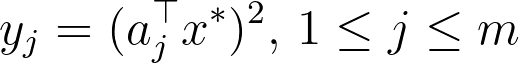 $y_j = (a_j^\top x^*)^2, \, 1 \leq j \leq m$